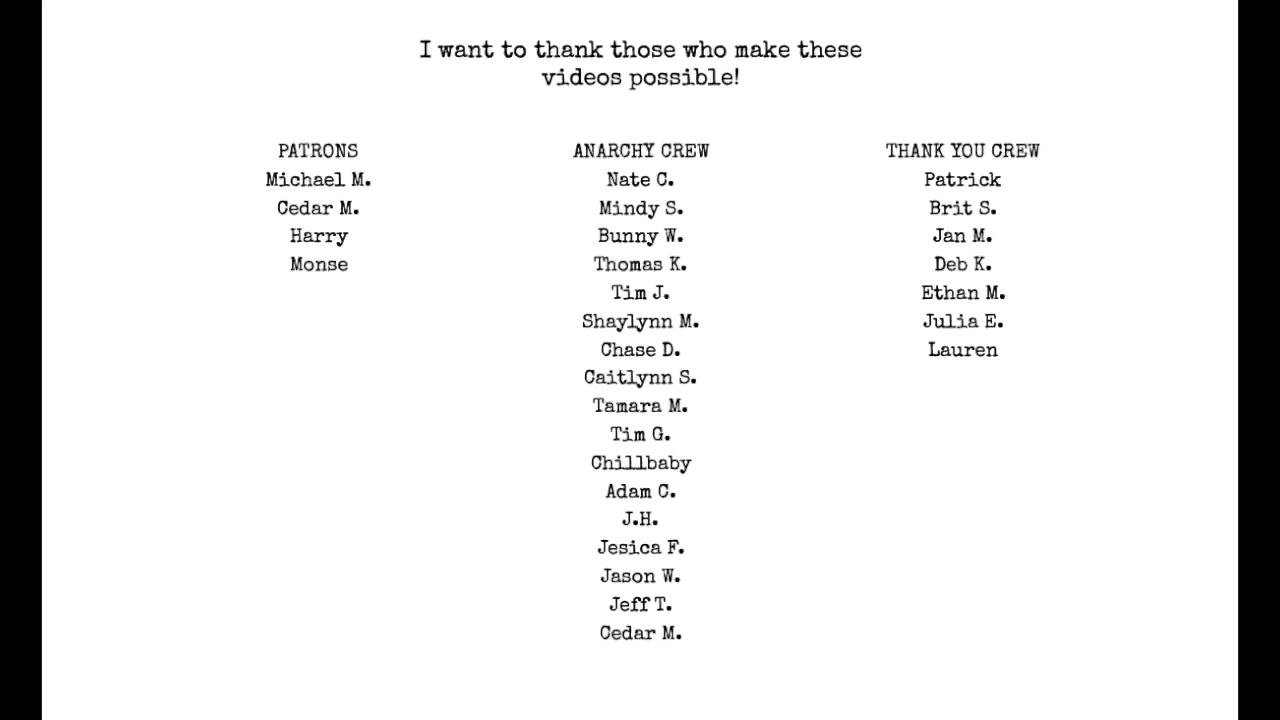 I want to thank those who make these
videos possible!
PATRONS
Michael M.
Cedar M.
Harry
Monse
ANARCHY CREW
Nate C.
Mindy S.
Bunny W.
Thomas K.
Tim J.
Shaylynn M.
Chase D.
Caitlynn S.
Tamara M.
Tim G.
Chillbaby
Adam C.
J.H.
Jesica F.
Jason W.
Jeff T.
Cedar M.
THANK YOU CREW
Patrick
Brit S.
Jan M.
Deb K.
Ethan M.
Julia E.
Lauren